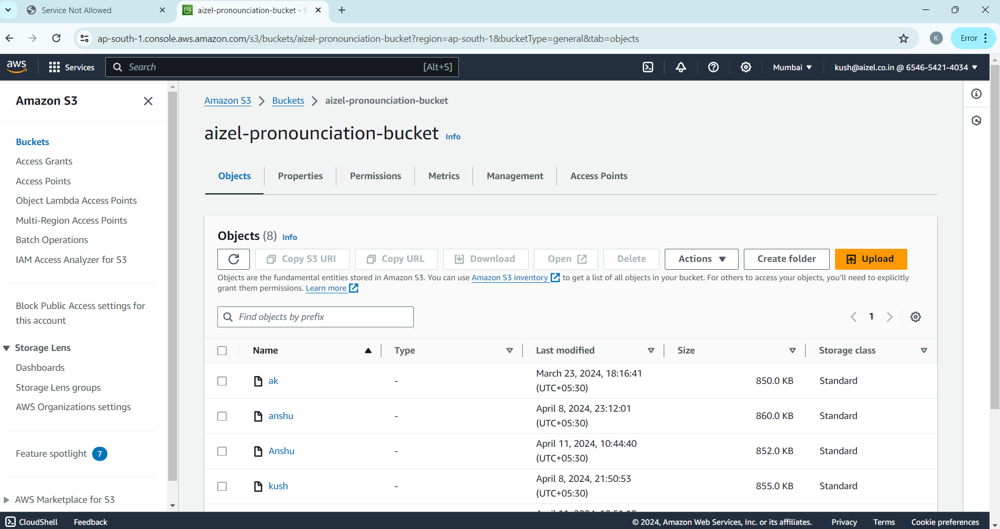 Service Not Allowed
aizel-pronounciation-bucket - S
ap-south-1.console.aws.amazon.com/s3/buckets/aizel-pronounciation-bucket?region=ap-south-1&bucketType=general&tab=objects
K
Error
aws
Services
Search
[Alt+S]
Mumbai
kush@aizel.co.in @ 6546-5421-4034
Amazon S3
Buckets
Access Grants
Access Points
Object Lambda Access Points
Multi-Region Access Points
Batch Operations
IAM Access Analyzer for S3
Block Public Access settings for
this account
Storage Lens
Dashboards
Storage Lens groups
AWS Organizations settings
Feature spotlight 7
AWS Marketplace for S3
Amazon S3 > Buckets > aizel-pronounciation-bucket
aizel-pronounciation-bucket Info
Objects
Properties
Permissions
Metrics
Management
Access Points
Objects (8) Info
Copy S3 URI
Copy URL
Download
Open
Delete
Actions
Create folder
Upload
Objects are the fundamental entities stored in Amazon S3. You can use Amazon S3 inventory to get a list of all objects in your bucket. For others to access your objects, you'll need to explicitly
grant them permissions. Learn more
Find objects by prefix
1
Name Type Last modified Size Storage class
ak - March 23, 2024, 18:16:41 (UTC+05:30) 850.0 KB Standard
anshu - April 8, 2024, 23:12:01 (UTC+05:30) 860.0 KB Standard
Anshu - April 11, 2024, 10:44:40 (UTC+05:30) 852.0 KB Standard
kush - April 8, 2024, 21:50:53 (UTC+05:30) 855.0 KB Standard
CloudShell
Feedback
© 2024, Amazon Web Services, Inc. or its affiliates.
Privacy
Terms
Cookie preferences